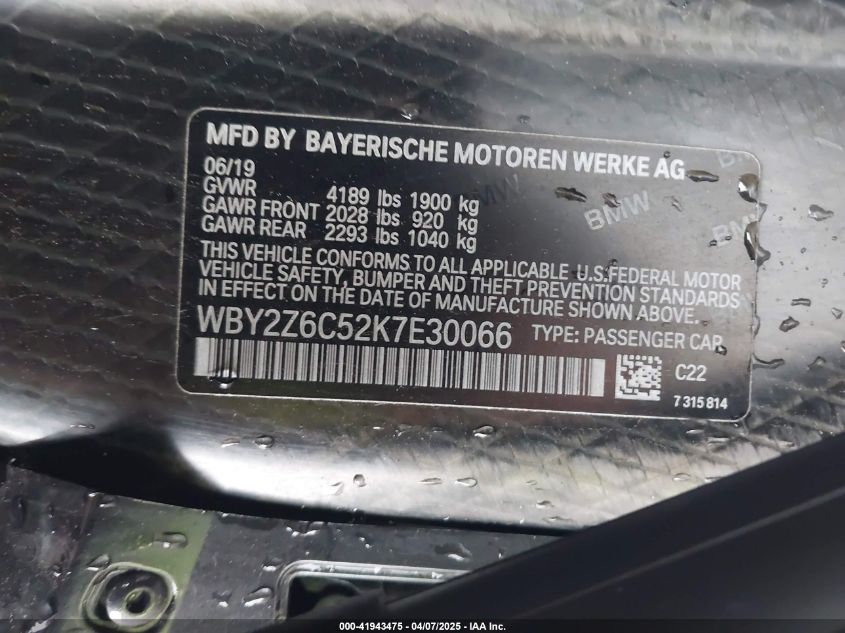 MFD BY BAYERISCHE MOTOREN WERKE AG
06/19
GVWR 4189 lbs 1900 kg
GAWR FRONT 2028 lbs 920 kg
GAWR REAR 2293 lbs 1040 kg
BMW BMW
THIS VEHICLE CONFORMS TO ALL APPLICABLE U.S.FEDERAL MOTOR
VEHICLE SAFETY, BUMPER AND THEFT PREVENTION STANDARDS
IN EFFECT ON THE DATE OF MANUFACTURE SHOWN ABOVE.
WBY2Z6C52K7E30066 TYPE: PASSENGER CAR
C22
7 315 814
000-41943475 - 04/07/2025 - IAA Inc.